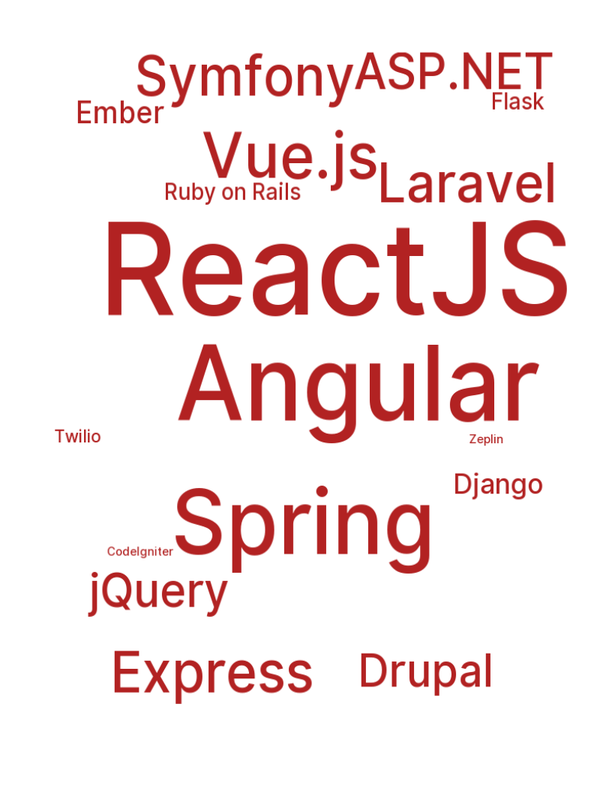 Symfony ASP.NET
Ember
Flask
Vue.js
Laravel
Ruby on Rails
ReactJS
Angular
Twilio
Zeplin
Django
Spring
CodeIgniter
jQuery
Express
Drupal